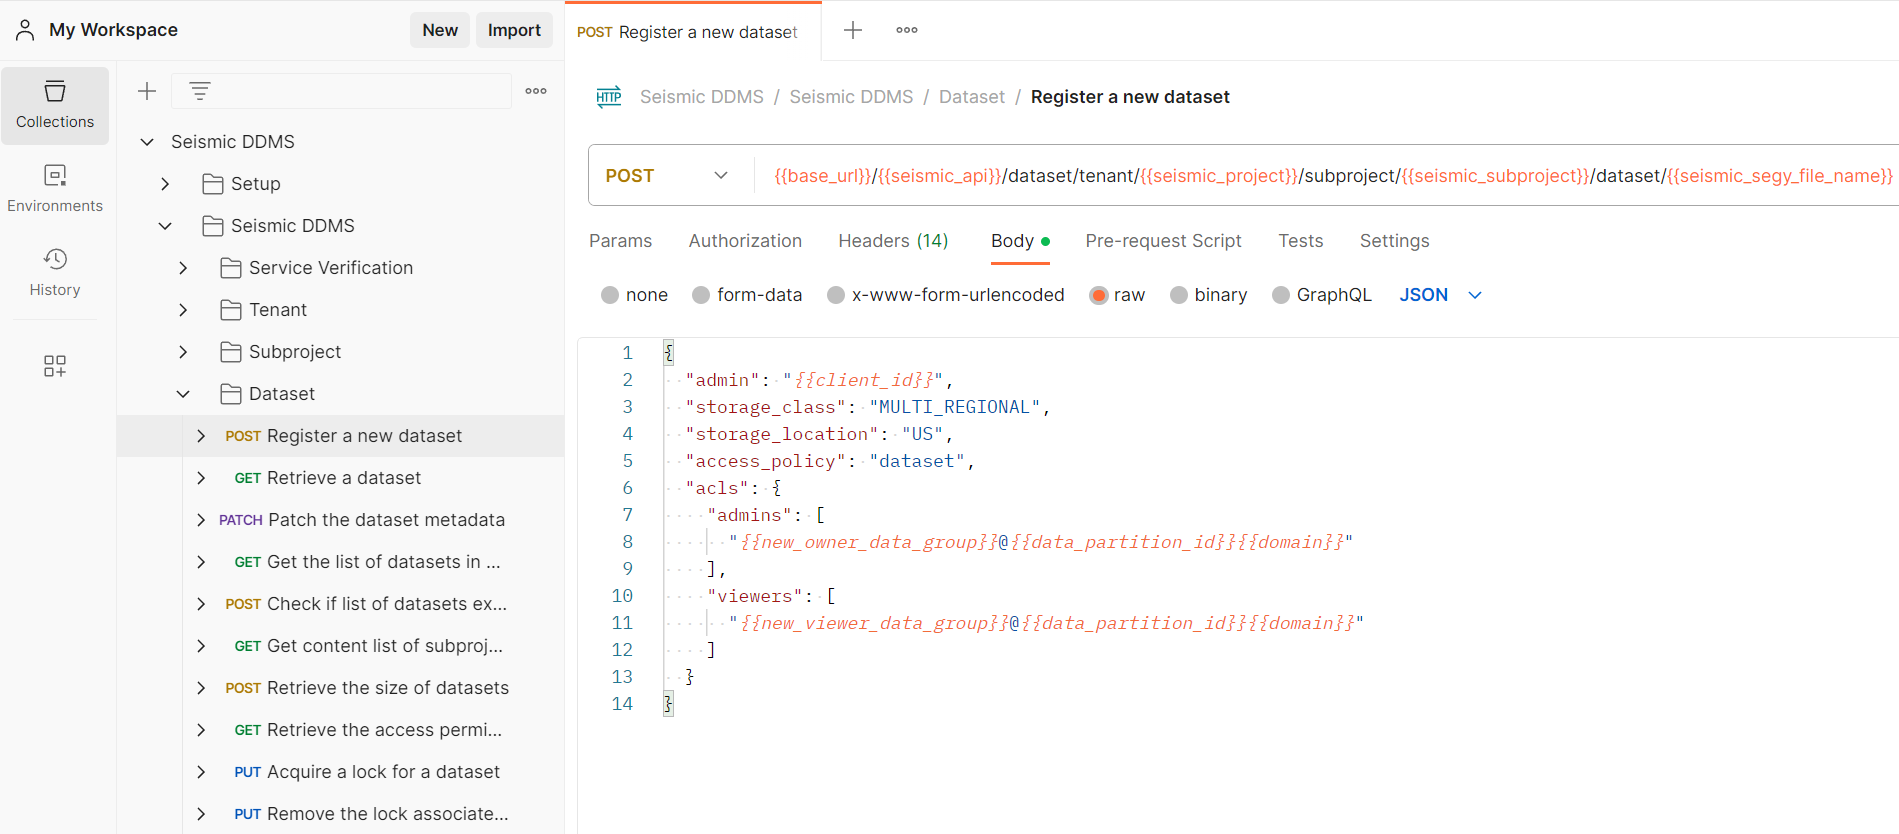 My Workspace
New
Import
Collections
Environments
History
Seismic DDMS
Setup
Seismic DDMS
Service Verification
Tenant
Subproject
Dataset
POST Register a new dataset
GET Retrieve a dataset
PATCH Patch the dataset metadata
GET Get the list of datasets in ...
POST Check if list of datasets ex...
GET Get content list of subproj...
POST Retrieve the size of datasets
GET Retrieve the access permi...
PUT Acquire a lock for a dataset
PUT Remove the lock associate...
POST Register a new dataset
HTTP Seismic DDMS / Seismic DDMS / Dataset / Register a new dataset
POST {{base_url}}/{{seismic_api}}/dataset/tenant/{{seismic_project}}/subproject/{{seismic_subproject}}/dataset/{{seismic_segy_file_name}}
Params Authorization Headers (14) Body Pre-request Script Tests Settings
none form-data x-www-form-urlencoded raw binary GraphQL JSON
1 {
2 "admin": "{{client_id}}",
3 "storage_class": "MULTI_REGIONAL",
4 "storage_location": "US",
5 "access_policy": "dataset",
6 "acls": {
7 "admins": [
8 "{{new_owner_data_group}}@{{data_partition_id}}{{domain}}"
9 ],
10 "viewers": [
11 "{{new_viewer_data_group}}@{{data_partition_id}}{{domain}}"
12 ]
13 }
14 }